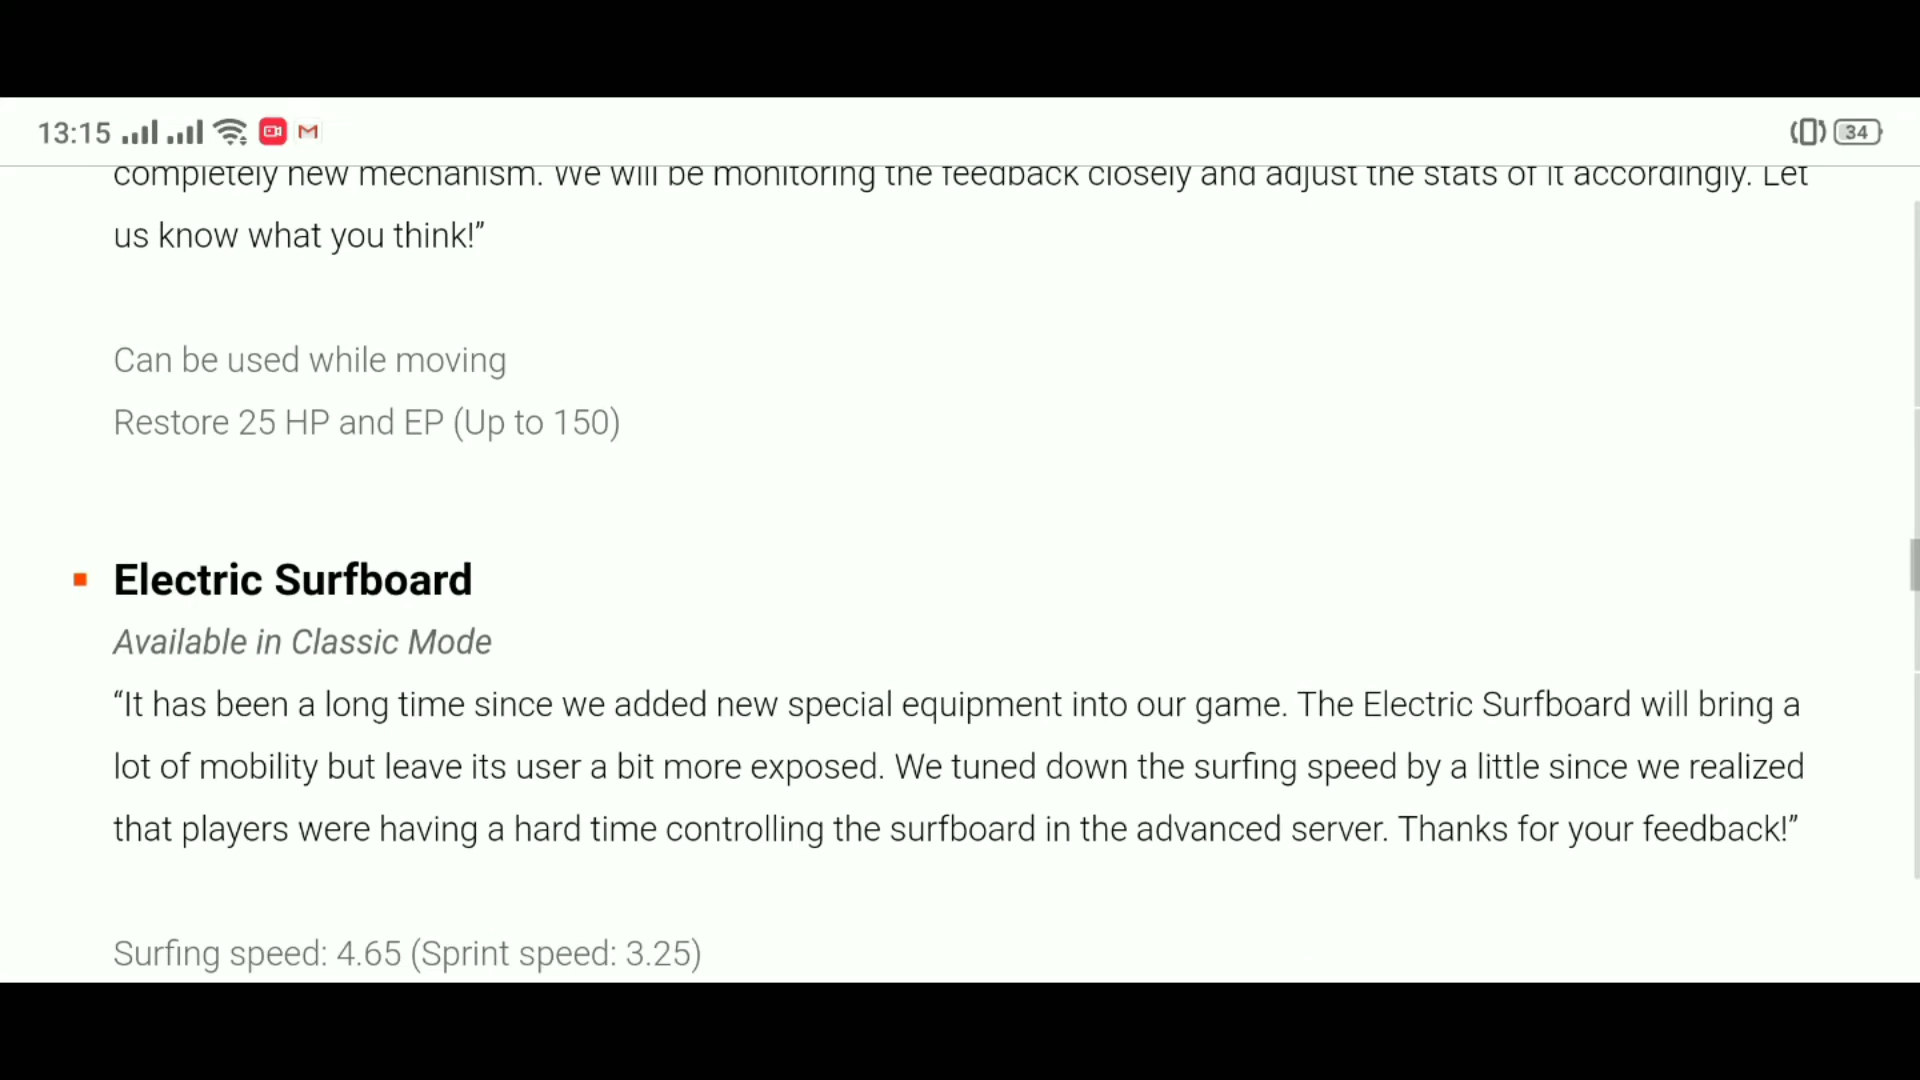 13:15
34
completely new mechanism. We will be monitoring the feedback closely and adjust the stats of it accordingly. Let
us know what you think!”
Can be used while moving
Restore 25 HP and EP (Up to 150)
Electric Surfboard
Available in Classic Mode
“It has been a long time since we added new special equipment into our game. The Electric Surfboard will bring a
lot of mobility but leave its user a bit more exposed. We tuned down the surfing speed by a little since we realized
that players were having a hard time controlling the surfboard in the advanced server. Thanks for your feedback!”
Surfing speed: 4.65 (Sprint speed: 3.25)